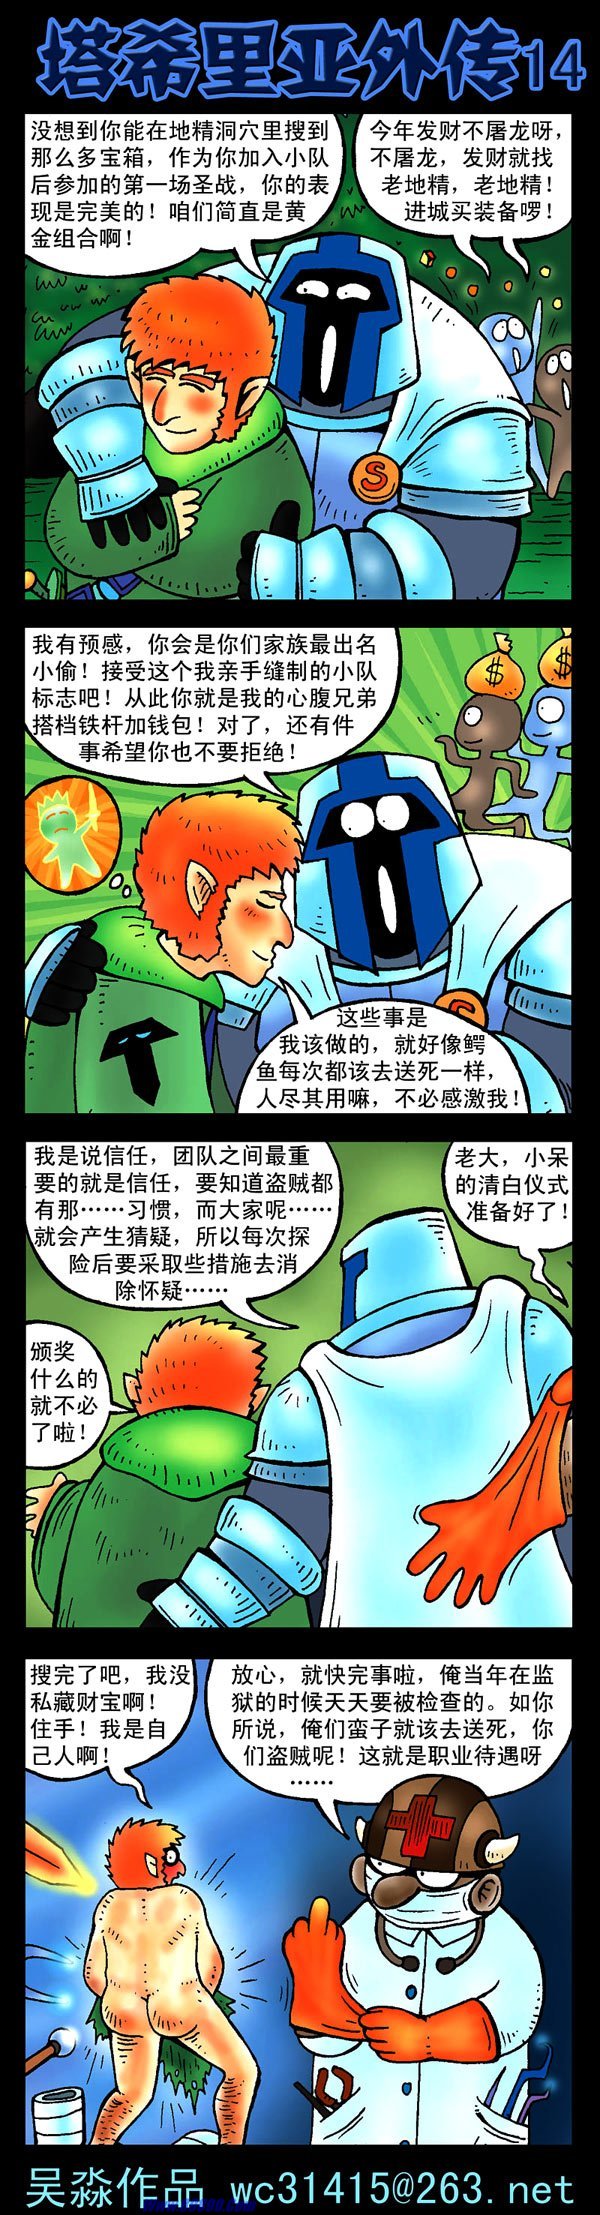 塔希里亚外传14
没想到你能在地精洞穴里搜到
那么多宝箱，作为你加入小队
后参加的第一场圣战，你的表
现是完美的！咱们简直是黄
金组合啊！
今年发财不屠龙呀，
不屠龙，发财就找
老地精，老地精！
进城买装备啰！
S
我有预感，你会是你们家族最出名
小偷！接受这个我亲手缝制的小队
标志吧！从此你就是我的心腹兄弟
搭档铁杆加钱包！对了，还有件
事希望你也不要拒绝！
$
$
这些事是
我该做的，就好像鳄
鱼每次都该去送死一样，
人尽其用嘛，不必感激我！
S
我是说信任，团队之间最重
要的就是信任，要知道盗贼都
有那……习惯，而大家呢……
就会产生猜疑，所以每次探
险后要采取些措施去消
除怀疑……
老大，小呆
的清白仪式
准备好了！
颁奖
什么的
就不必
了啦！
搜完了吧，我没
私藏财宝啊！
住手！我是自
己人啊！
放心，就快完事啦，俺当年在监
狱的时候天天要被检查的。如你
所说，俺们蛮子就该去送死，你
们盗贼呢！这就是职业待遇呀
……
吴淼作品 wc31415@263.net